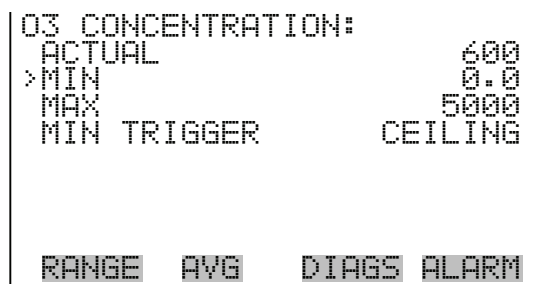 O3 CONCENTRATION:
ACTUAL 600
>MIN 0.0
MAX 5000
MIN TRIGGER CEILING
RANGE AVG DIAGS ALARM